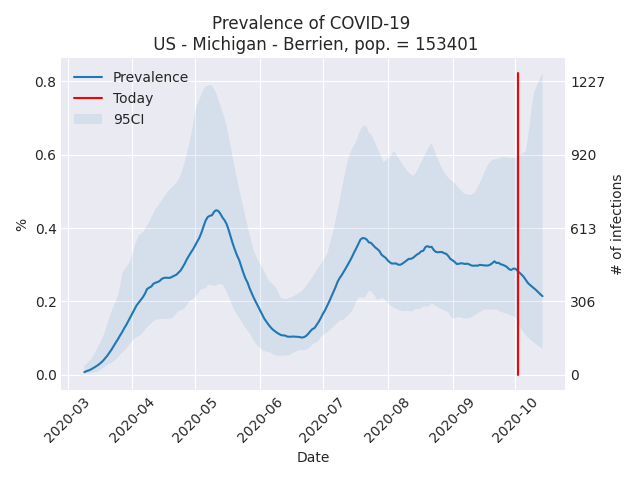 Prevalence of COVID-19
US - Michigan - Berrien, pop. = 153401
Prevalence
Today
95CI
0.8
0.6
0.4
0.2
0.0
%
1227
920
613
306
0
# of infections
2020-03
2020-04
2020-05
2020-06
2020-07
2020-08
2020-09
2020-10
Date